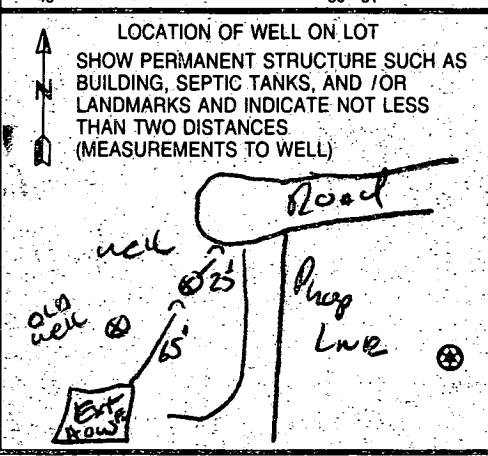 LOCATION OF WELL ON LOT
SHOW PERMANENT STRUCTURE SUCH AS
BUILDING, SEPTIC TANKS, AND /OR
LANDMARKS AND INDICATE NOT LESS
THAN TWO DISTANCES
(MEASUREMENTS TO WELL)
N
Road
well
25'
Prop
Line
OLD
well
65'
Ext